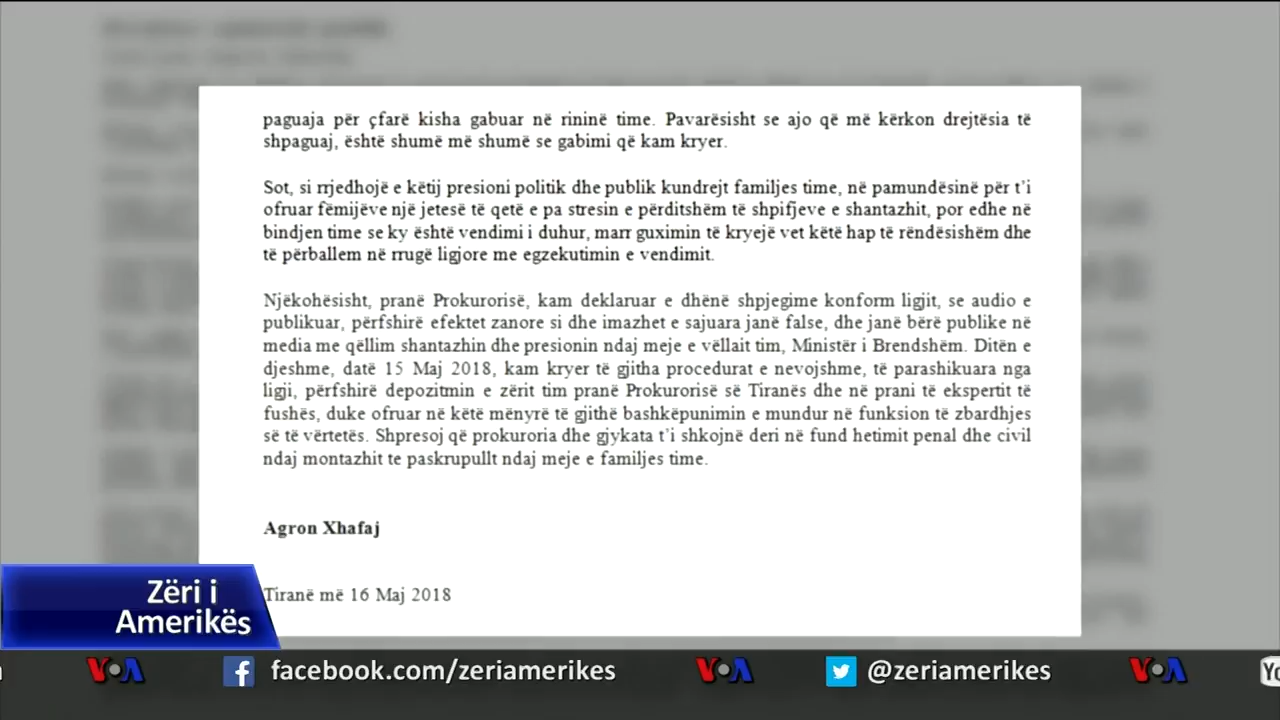 paguaja për çfarë kisha gabuar në rininë time. Pavarësisht se ajo që më kërkon drejtësia të
shpaguaj, është shumë më shumë se gabimi që kam kryer.
Sot, si rrjedhojë e këtij presioni politik dhe publik kundrejt familjes time, në pamundësinë për t’i
ofruar fëmijëve një jetesë të qetë e pa stresin e përditshëm të shpifjeve e shantazhit, por edhe në
bindjen time se ky është vendimi i duhur, marr guximin të kryejë vet këtë hap të rëndësishëm dhe
të përballem në rrugë ligjore me egzekutimin e vendimit.
Njëkohësisht, pranë Prokurorisë, kam deklaruar e dhënë shpjegime konform ligjit, se audio e
publikuar, përfshirë efektet zanore si dhe imazhet e sajuara janë false, dhe janë bërë publike në
media me qëllim shantazhin dhe presionin ndaj meje e vëllait tim, Ministër i Brendshëm. Ditën e
djeshme, datë 15 Maj 2018, kam kryer të gjitha procedurat e nevojshme, të parashikuara nga
ligji, përfshirë depozitmin e zërit tim pranë Prokurorisë së Tiranës dhe në prani të ekspertit të
fushës, duke ofruar në këtë mënyrë të gjithë bashkëpunimin e mundur në funksion të zbardhjes
së të vërtetës. Shpresoj që prokuroria dhe gjykata t’i shkojnë deri në fund hetimit penal dhe civil
ndaj montazhit te paskrupullt ndaj meje e familjes time.
Agron Xhafaj
Tiranë më 16 Maj 2018
Zëri i
Amerikës
VOA facebook.com/zeriamerikes VOA @zeriamerikes VOA